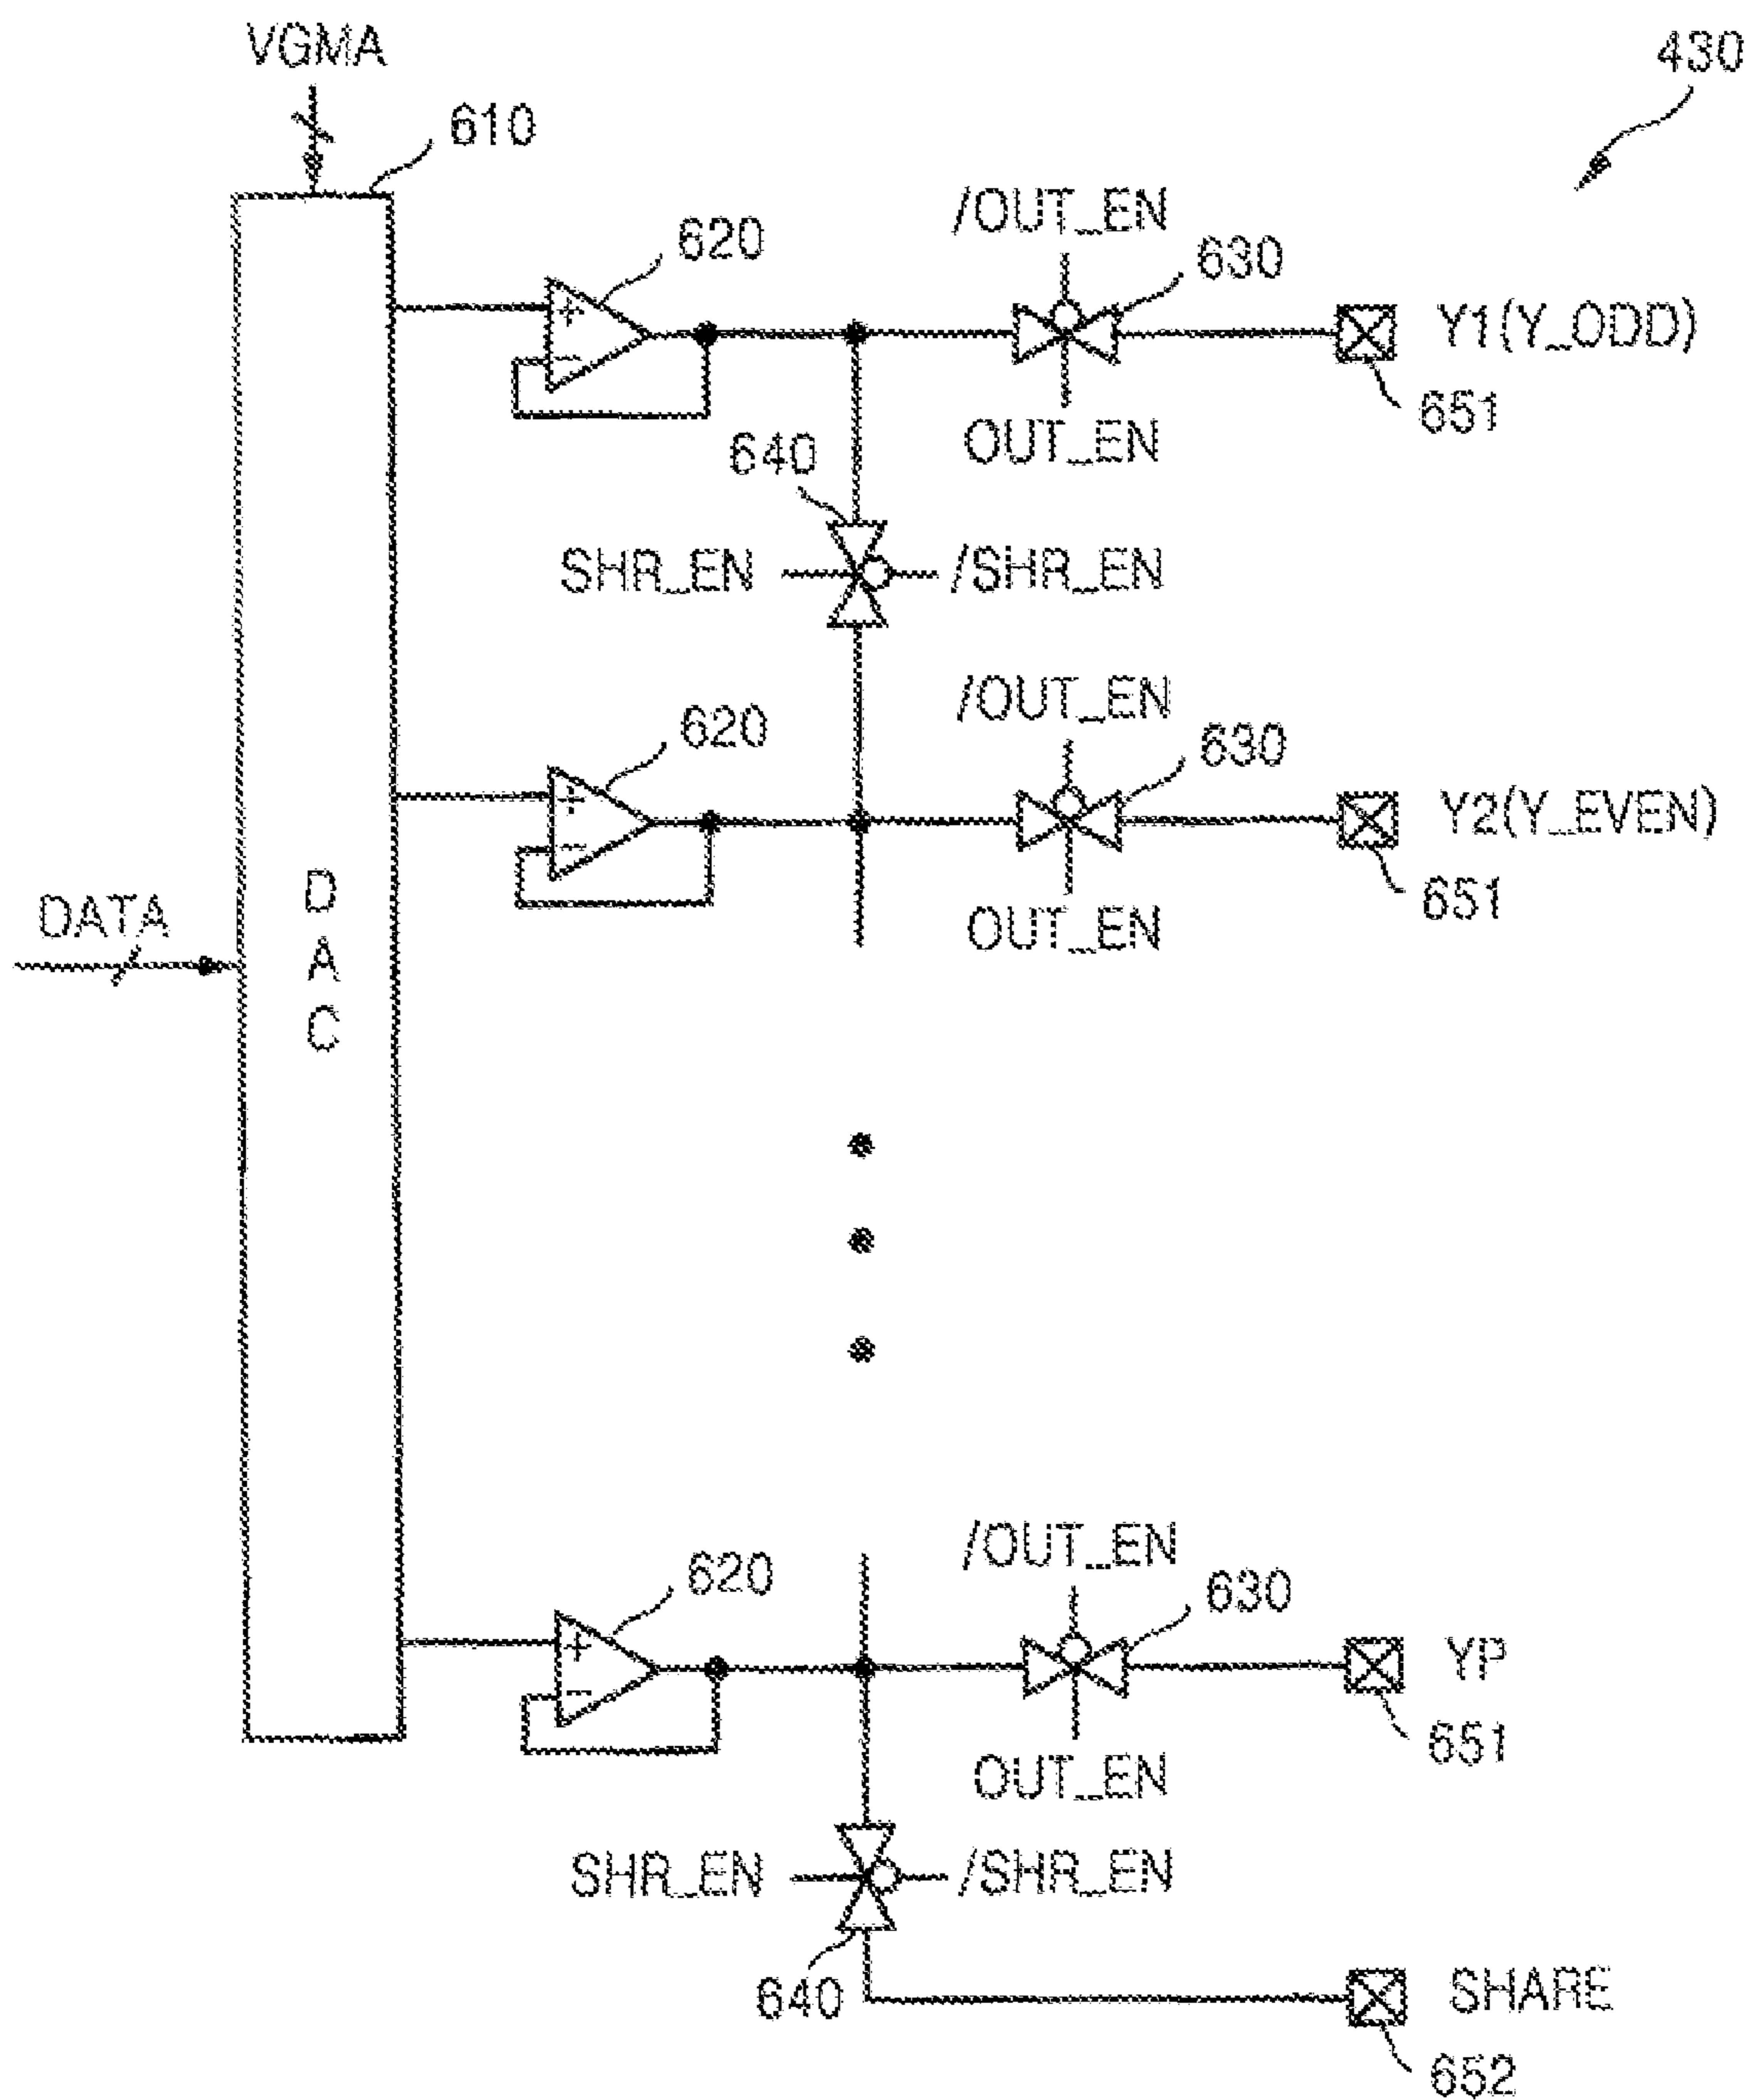 VGMA
430
610
/OUT_EN
620
630
+
Y1(Y_ODD)
−
651
OUT_EN
640
SHR_EN
/SHR_EN
/OUT_EN
620
630
+
Y2(Y_EVEN)
−
651
OUT_EN
DAC
DATA
/OUT_EN
620
630
+
YP
−
651
OUT_EN
SHR_EN
/SHR_EN
640
SHARE
652